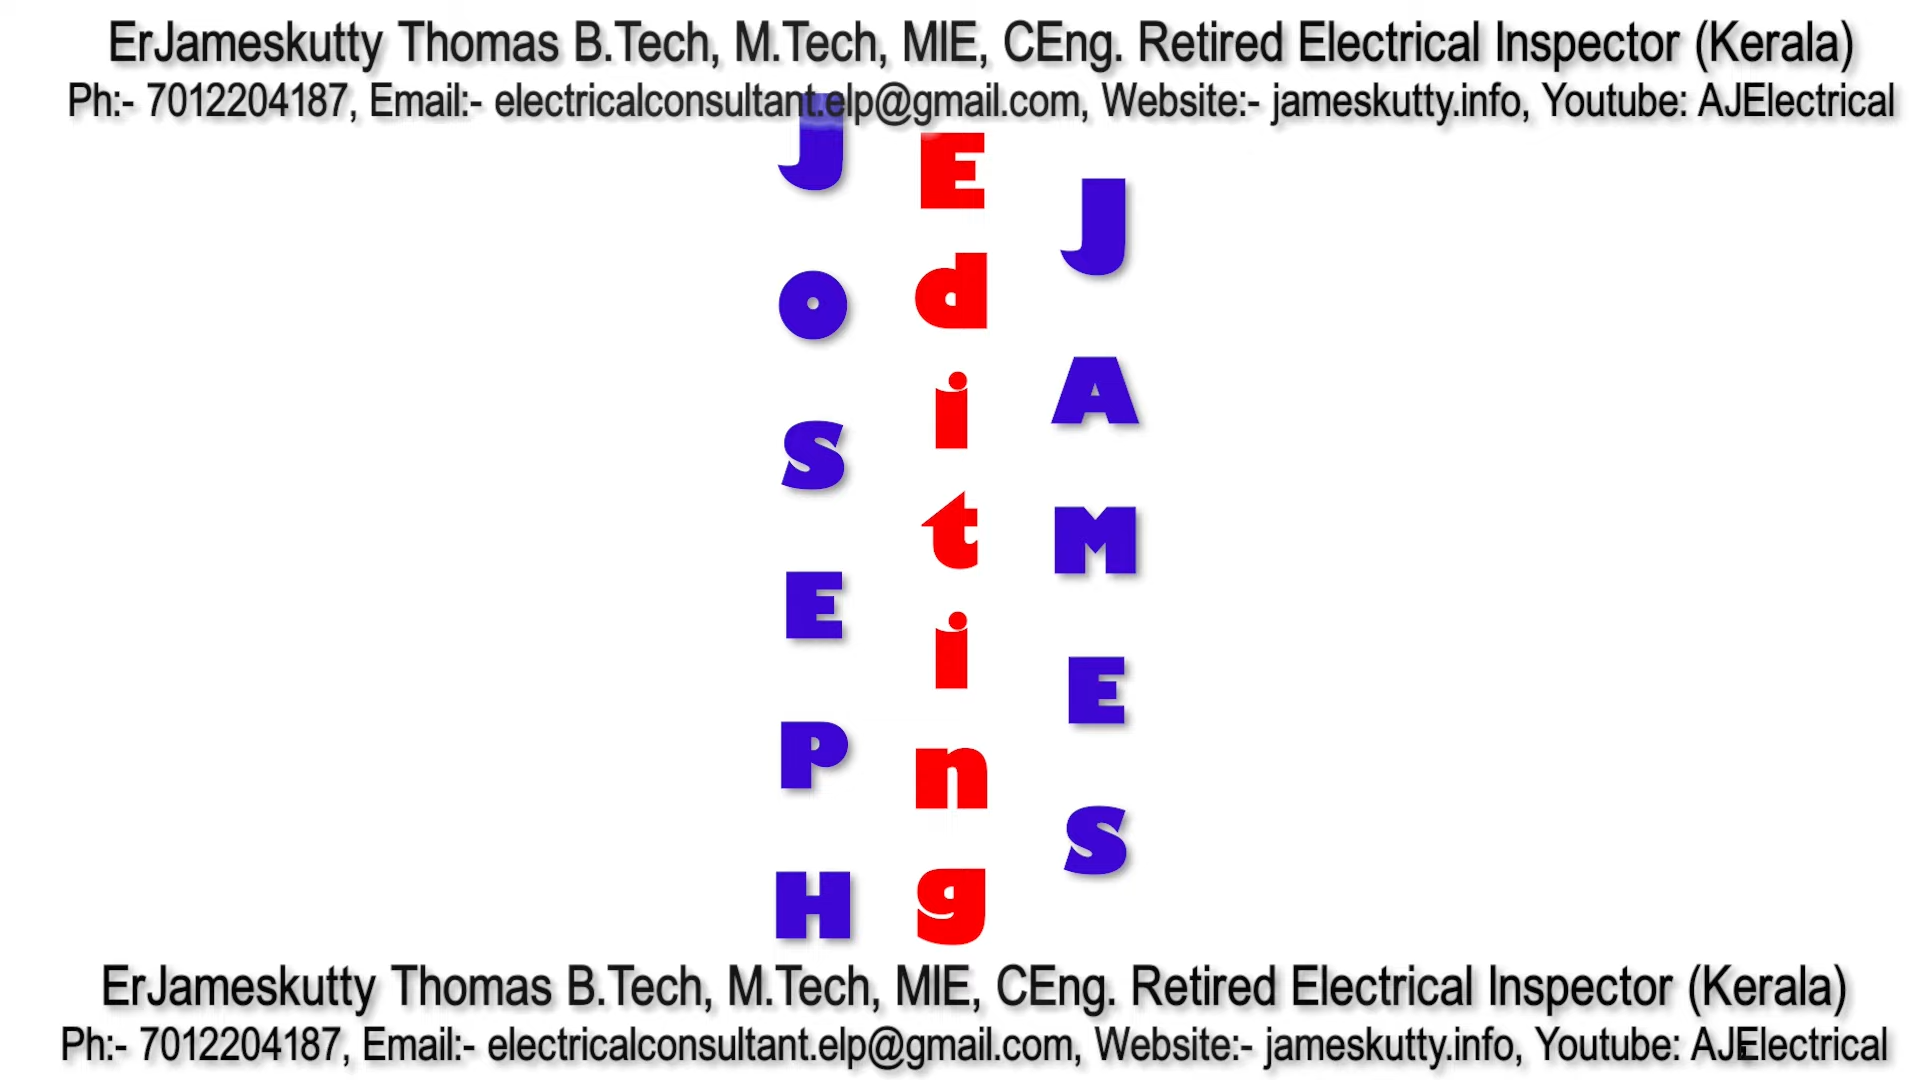 ErJameskutty Thomas B.Tech, M.Tech, MIE, CEng. Retired Electrical Inspector (Kerala)
Ph:- 7012204187, Email:- electricalconsultant.elp@gmail.com, Website:- jameskutty.info, Youtube: AJElectrical
JOSEPH
Editing
JAMES
ErJameskutty Thomas B.Tech, M.Tech, MIE, CEng. Retired Electrical Inspector (Kerala)
Ph:- 7012204187, Email:- electricalconsultant.elp@gmail.com, Website:- jameskutty.info, Youtube: AJElectrical